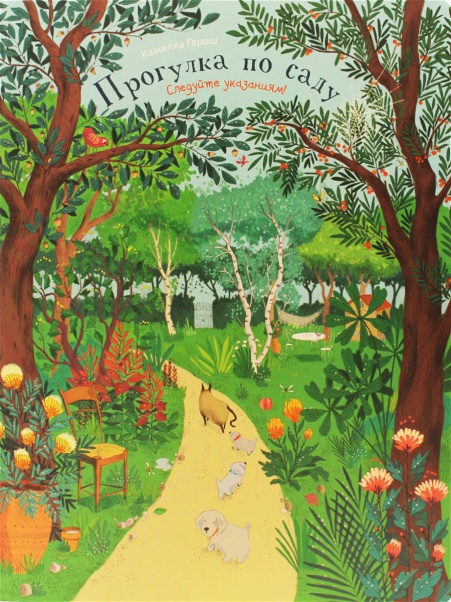 Камилла Гарош
Прогулка по саду
Следуйте указаниям!